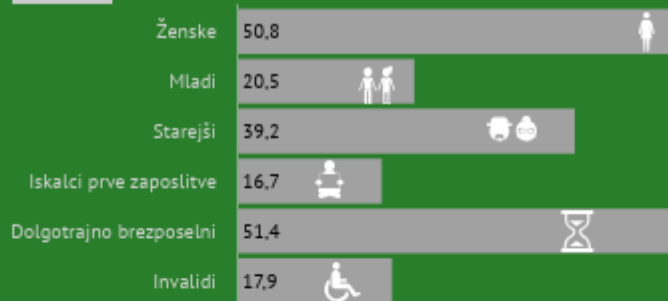 Ženske 50,8
Mladi 20,5
Starejši 39,2
Iskalci prve zaposlitve 16,7
Dolgotrajno brezposelni 51,4
Invalidi 17,9